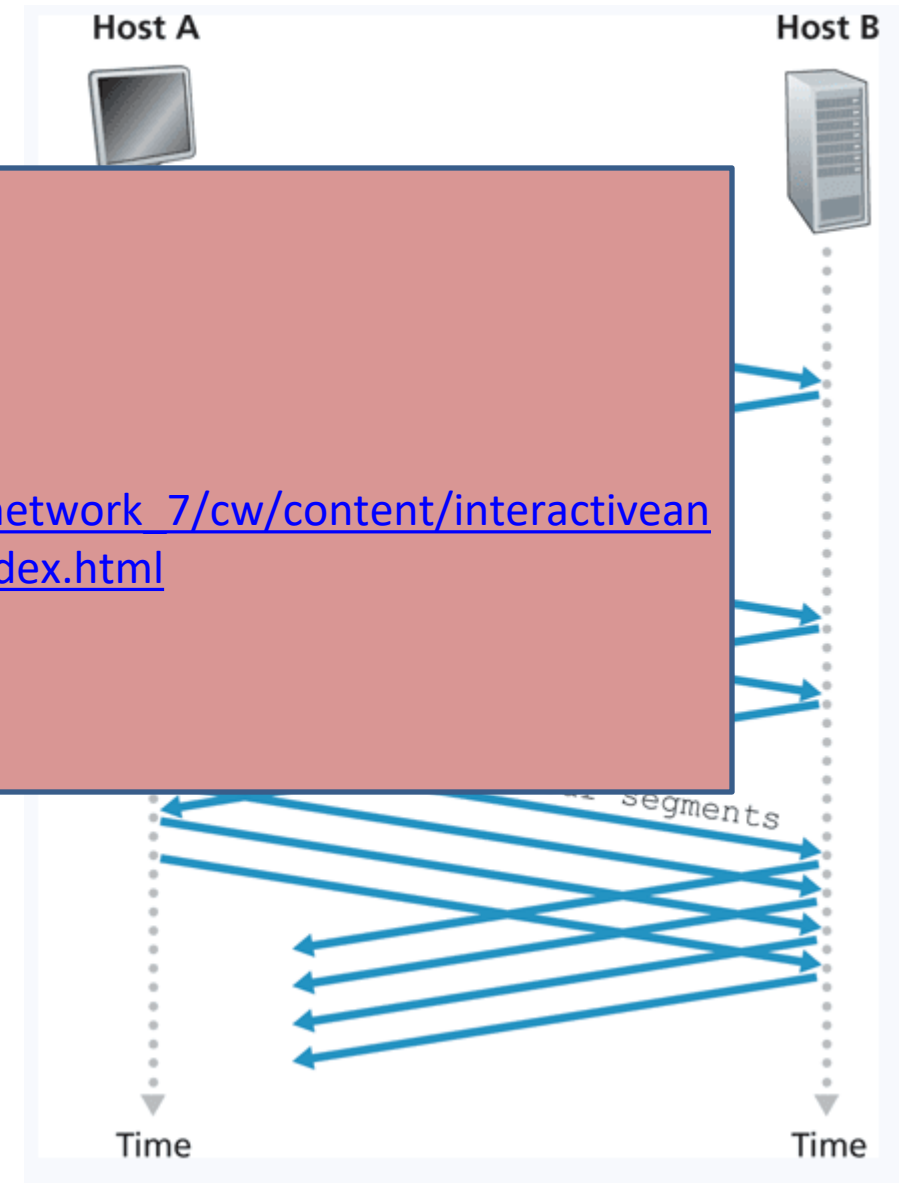 Host A
Host B
network_7/cw/content/interactivean
dex.html
segments
Time
Time